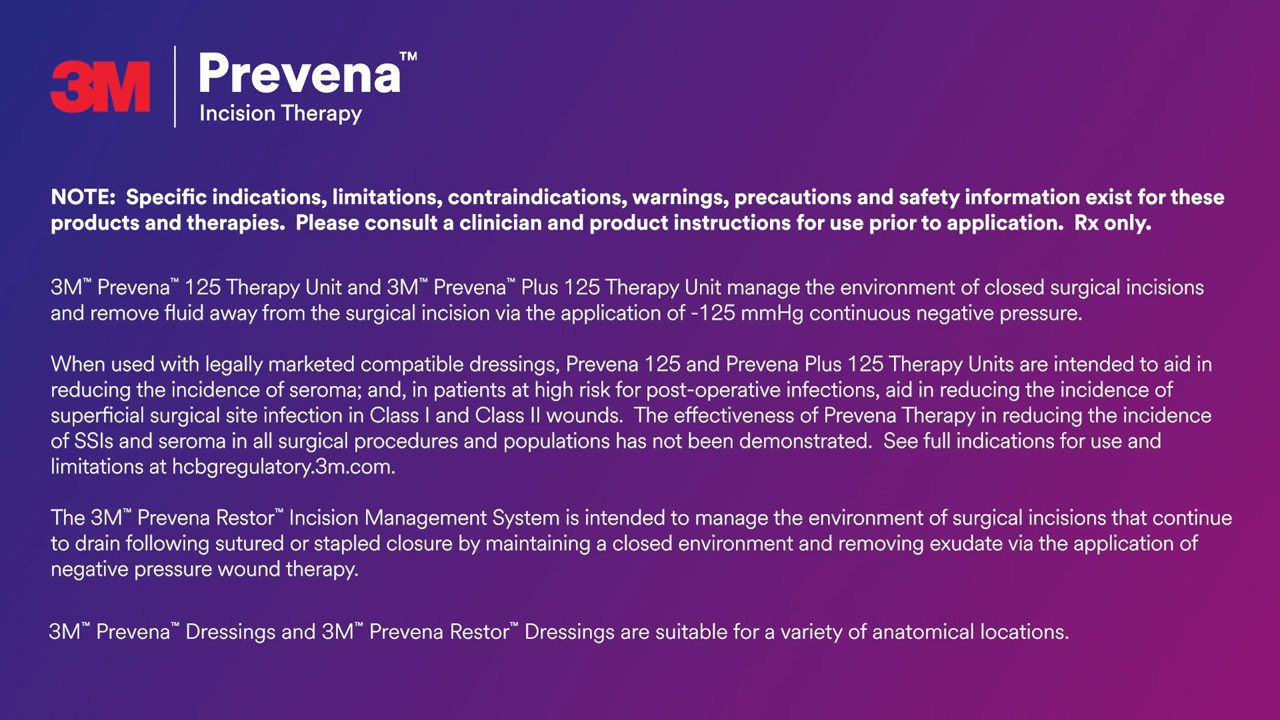 3M
Prevena™
Incision Therapy
NOTE:  Specific indications, limitations, contraindications, warnings, precautions and safety information exist for these
products and therapies.  Please consult a clinician and product instructions for use prior to application.  Rx only.
3M™ Prevena™ 125 Therapy Unit and 3M™ Prevena™ Plus 125 Therapy Unit manage the environment of closed surgical incisions
and remove fluid away from the surgical incision via the application of -125 mmHg continuous negative pressure.
When used with legally marketed compatible dressings, Prevena 125 and Prevena Plus 125 Therapy Units are intended to aid in
reducing the incidence of seroma; and, in patients at high risk for post-operative infections, aid in reducing the incidence of
superficial surgical site infection in Class I and Class II wounds.  The effectiveness of Prevena Therapy in reducing the incidence
of SSIs and seroma in all surgical procedures and populations has not been demonstrated.  See full indications for use and
limitations at hcbgregulatory.3m.com.
The 3M™ Prevena Restor™ Incision Management System is intended to manage the environment of surgical incisions that continue
to drain following sutured or stapled closure by maintaining a closed environment and removing exudate via the application of
negative pressure wound therapy.
3M™ Prevena™ Dressings and 3M™ Prevena Restor™ Dressings are suitable for a variety of anatomical locations.